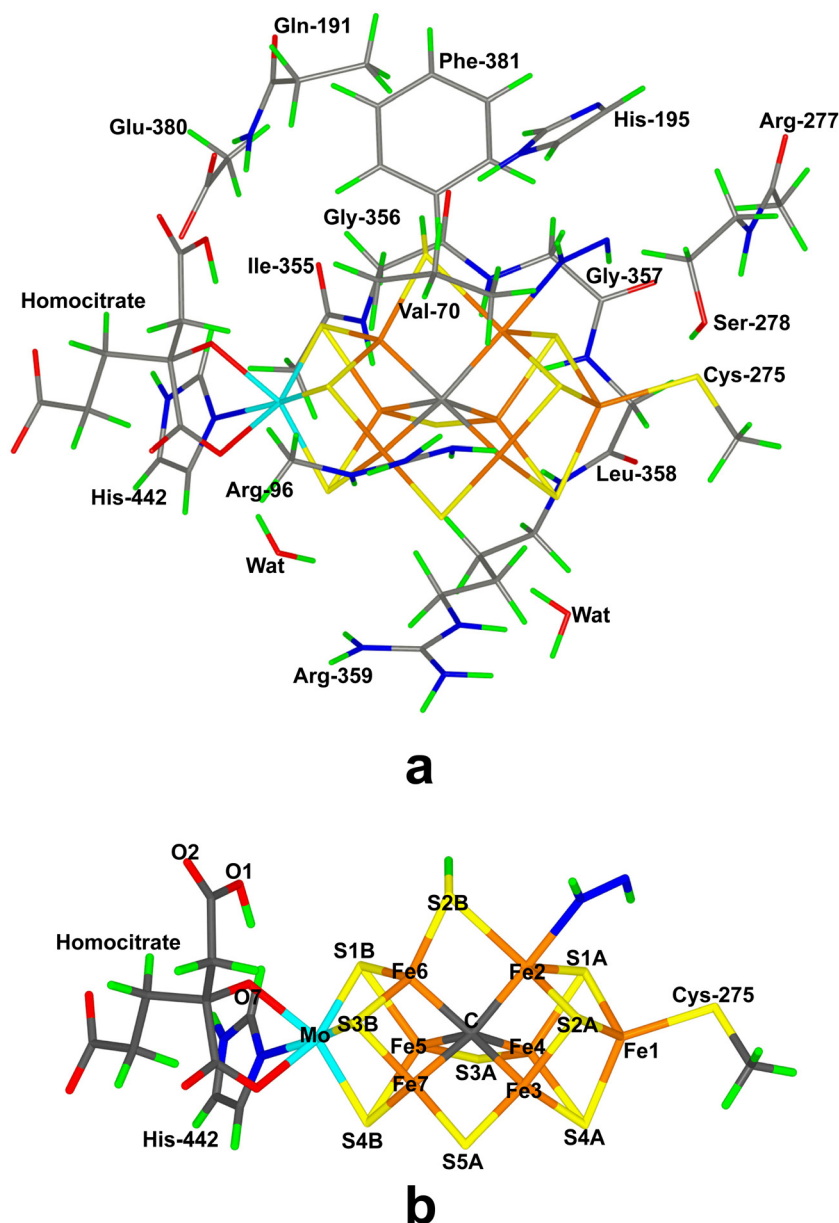 Gln-191
Phe-381
Glu-380
His-195
Arg-277
Gly-356
Ile-355
Gly-357
Homocitrate
Val-70
Ser-278
Cys-275
His-442
Arg-96
Leu-358
Wat
Wat
Arg-359
a
O2
O1
S2B
Homocitrate
S1B
Fe6
Fe2
S1A
Cys-275
O7
Mo
S3B
C
S2A
Fe5
Fe4
Fe1
Fe7
S3A
Fe3
His-442
S4B
S5A
S4A
b